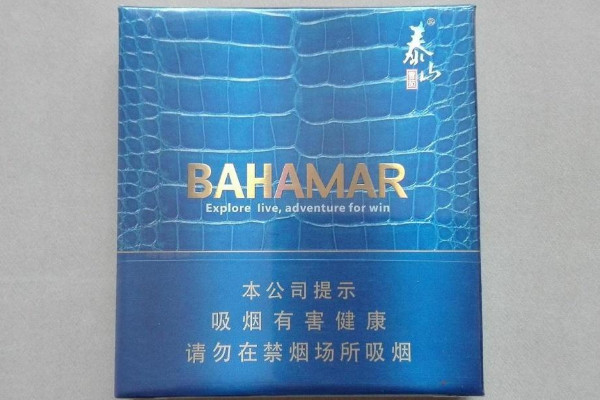 泰山
BAHAMAR
Explore live, adventure for win
本公司提示
吸烟有害健康
请勿在禁烟场所吸烟